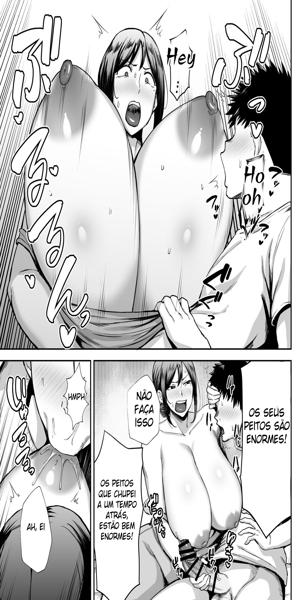 Hey
...
Ho
oh,
OS SEUS
PEITOS SÃO
ENORMES!
NÃO
FAÇA
ISSO
OS PEITOS
QUE CHUPEI
A UM TEMPO
ATRÁS,
ESTÃO BEM
ENORMES!
HMPH
AH, EI